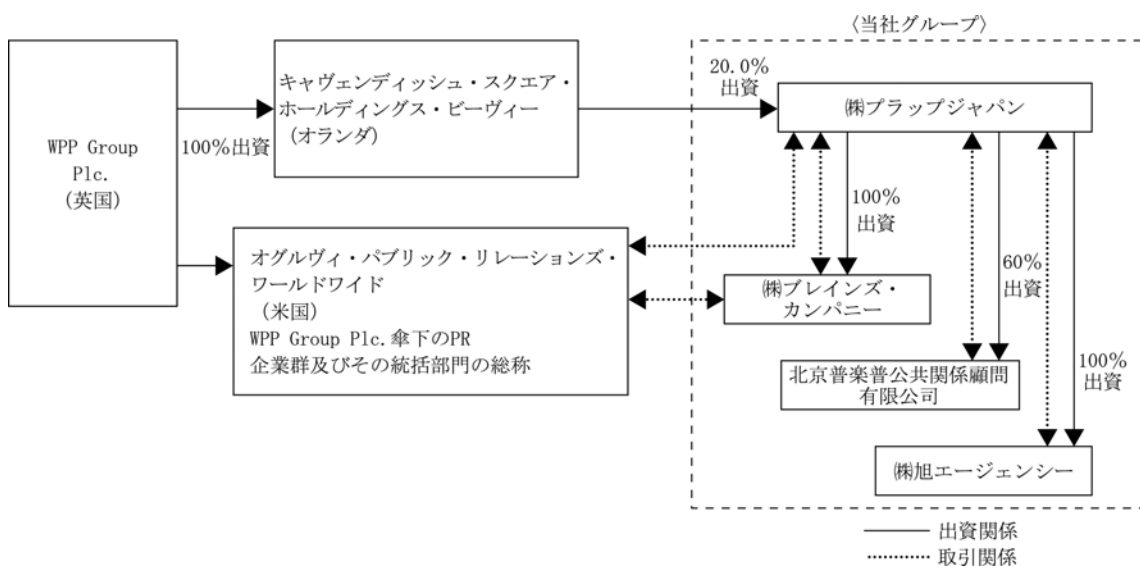 〈当社グループ〉
WPP Group
Plc.
(英国)
100%出資
キャヴェンディッシュ・スクエア・
ホールディングス・ビーヴィー
(オランダ)
20.0%
出資
㈱プラップジャパン
オグルヴィ・パブリック・リレーションズ・
ワールドワイド
(米国)
WPP Group Plc.傘下のPR
企業群及びその統括部門の総称
100%
出資
㈱ブレインズ・
カンパニー
60%
出資
北京普楽普公共関係顧問
有限公司
100%
出資
㈱旭エージェンシー
出資関係
取引関係